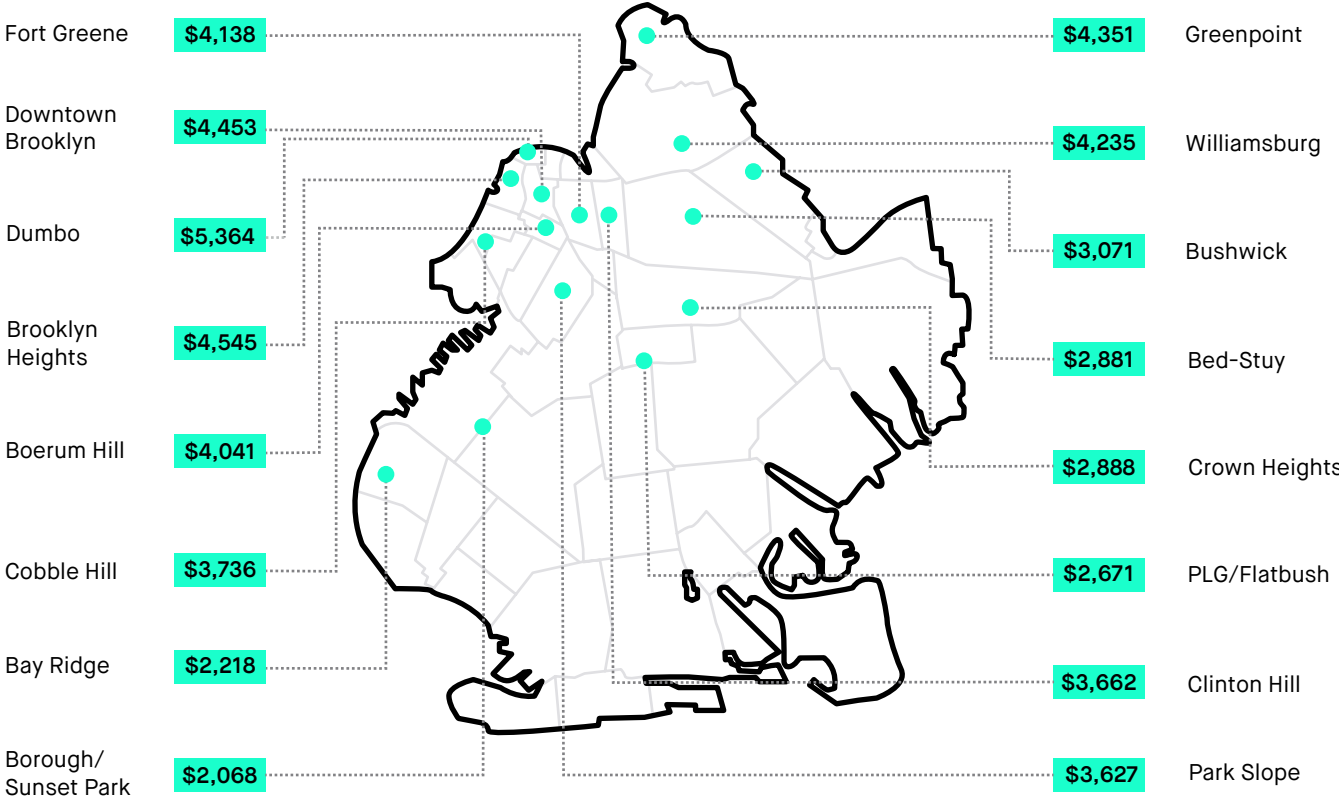 Fort Greene $4,138
Downtown
Brooklyn
$4,453
Dumbo $5,364
Brooklyn
Heights
$4,545
Boerum Hill $4,041
Cobble Hill $3,736
Bay Ridge $2,218
Borough/
Sunset Park
$2,068
$4,351 Greenpoint
$4,235 Williamsburg
$3,071 Bushwick
$2,881 Bed-Stuy
$2,888 Crown Heights
$2,671 PLG/Flatbush
$3,662 Clinton Hill
$3,627 Park Slope